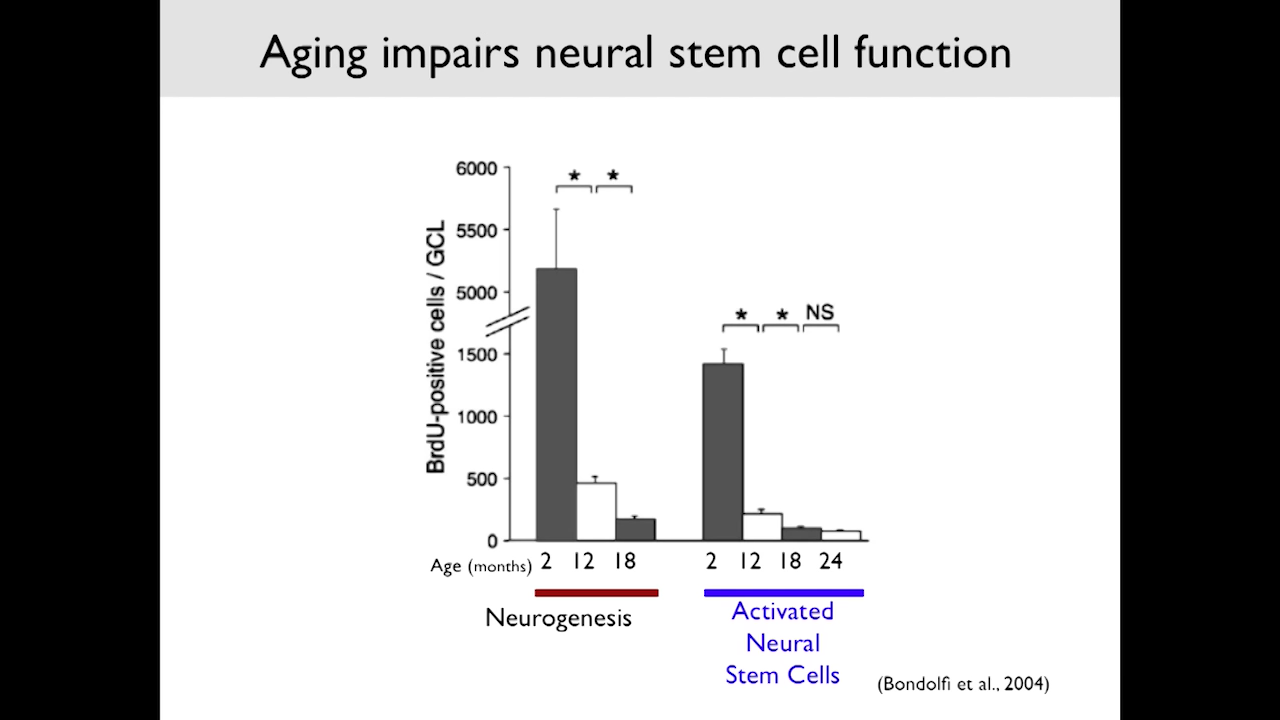 Aging impairs neural stem cell function
BrdU-positive cells / GCL
6000
5500
5000
1500
1000
500
0
* *
* * NS
Age (months) 2 12 18 2 12 18 24
Neurogenesis
Activated
Neural
Stem Cells
(Bondolfi et al., 2004)